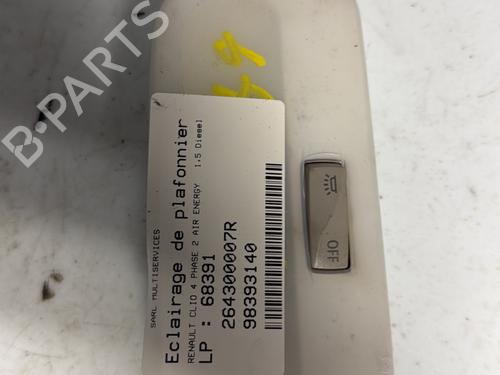 SARL MULTISERVICES
Eclairage de plafonnier
RENAULT CLIO 4 PHASE 2 AIR ENERGY 1.5 Diesel
LP : 68391
264300007R
98393140
OFF
B-PARTS